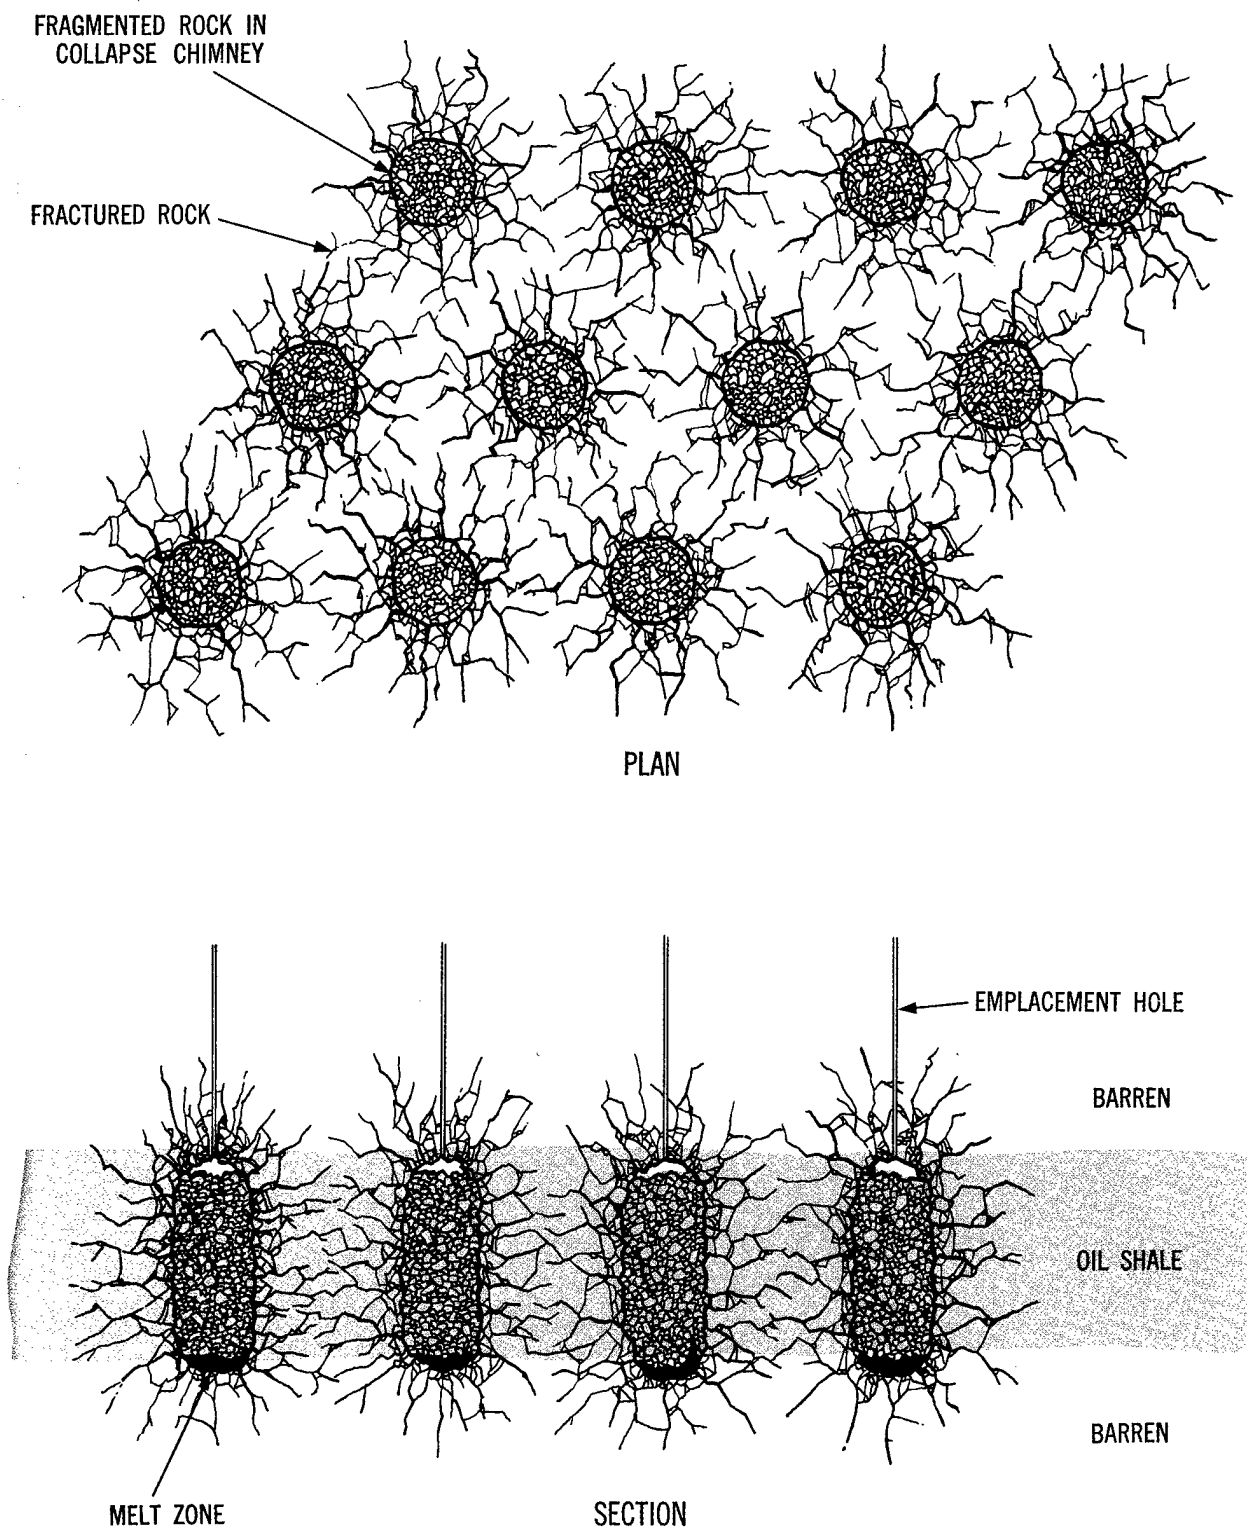 FRAGMENTED ROCK IN
COLLAPSE CHIMNEY
FRACTURED ROCK
PLAN
EMPLACEMENT HOLE
BARREN
OIL SHALE
BARREN
MELT ZONE
SECTION